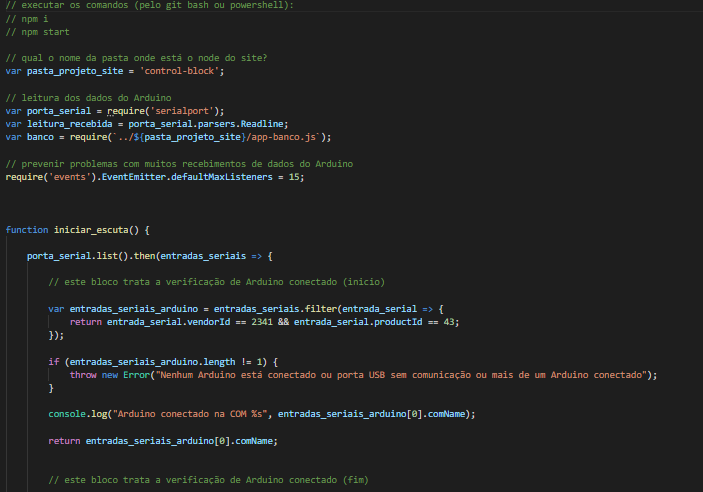 // executar os comandos (pelo git bash ou powershell):
// npm i
// npm start
// qual o nome da pasta onde está o node do site?
var pasta_projeto_site = 'control-block';
// leitura dos dados do Arduino
var porta_serial = require('serialport');
var leitura_recebida = porta_serial.parsers.Readline;
var banco = require(`../${pasta_projeto_site}/app-banco.js`);
// prevenir problemas com muitos recebimentos de dados do Arduino
require('events').EventEmitter.defaultMaxListeners = 15;
function iniciar_escuta() {
porta_serial.list().then(entradas_seriais => {
// este bloco trata a verificação de Arduino conectado (inicio)
var entradas_seriais_arduino = entradas_seriais.filter(entrada_serial => {
return entrada_serial.vendorId == 2341 && entrada_serial.productId == 43;
});
if (entradas_seriais_arduino.length != 1) {
throw new Error("Nenhum Arduino está conectado ou porta USB sem comunicação ou mais de um Arduino conectado");
}
console.log("Arduino conectado na COM %s", entradas_seriais_arduino[0].comName);
return entradas_seriais_arduino[0].comName;
// este bloco trata a verificação de Arduino conectado (fim)